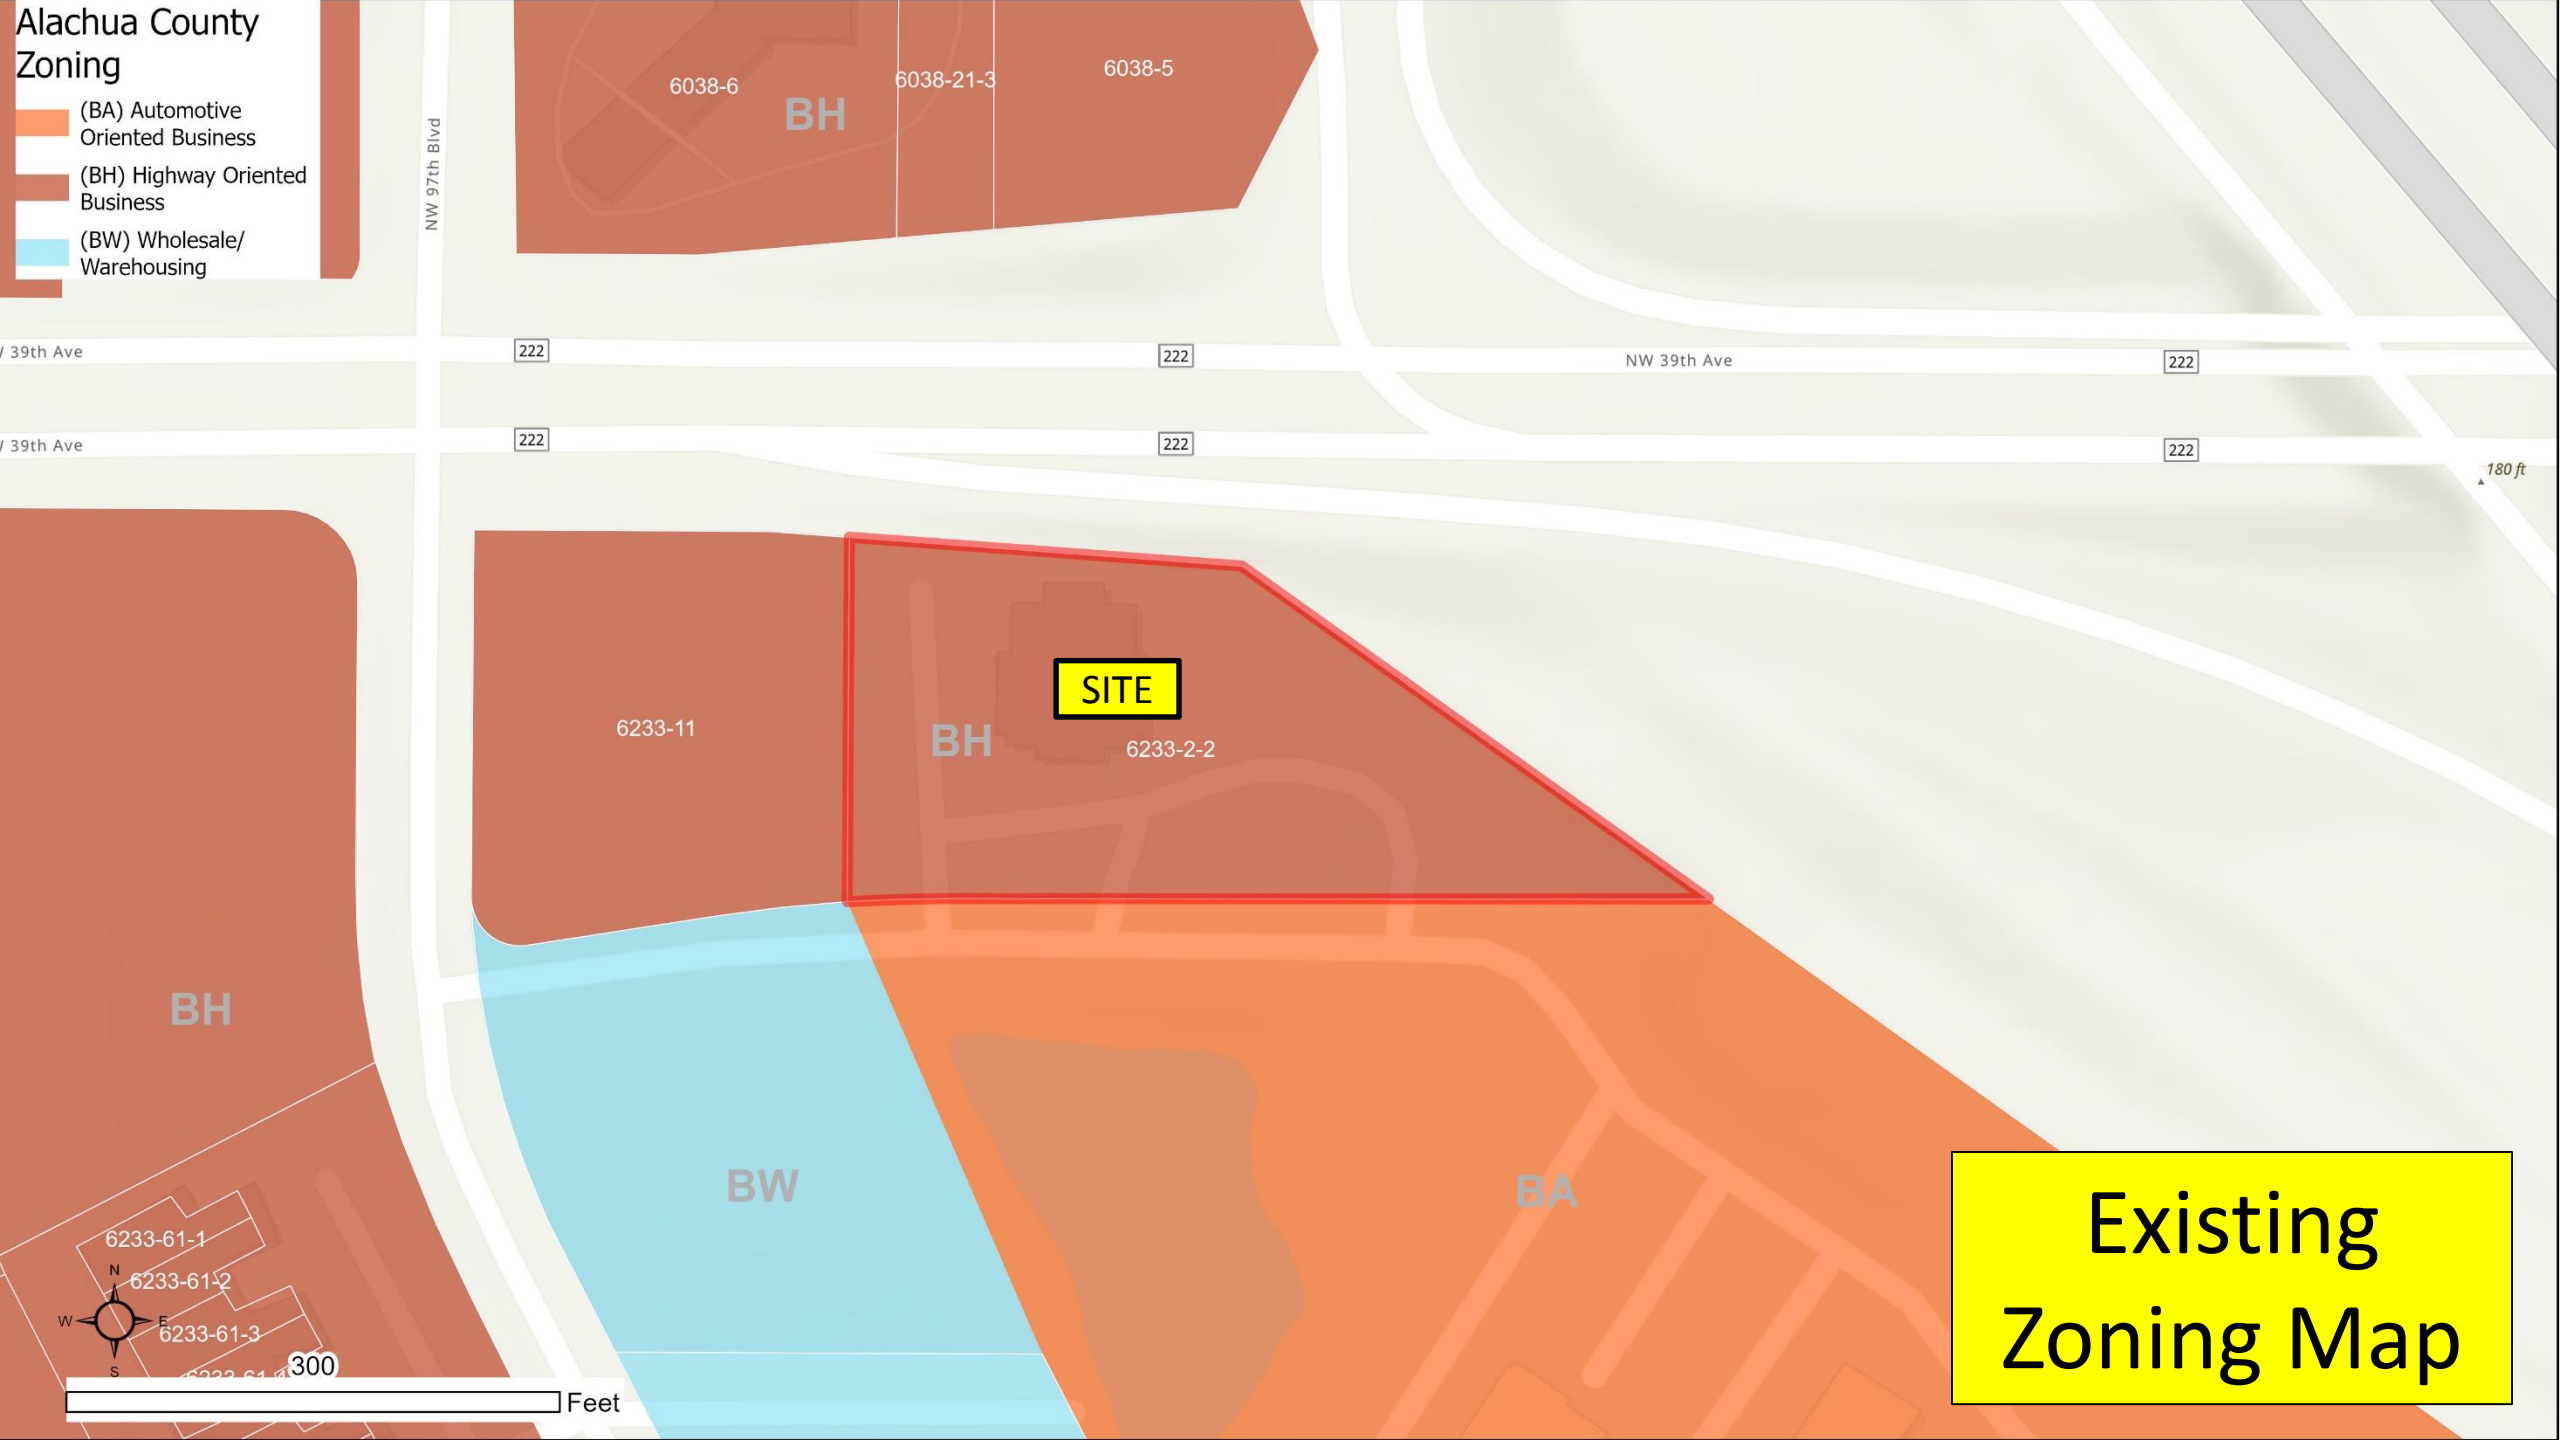 Alachua County
Zoning
(BA) Automotive
Oriented Business
(BH) Highway Oriented
Business
(BW) Wholesale/
Warehousing
NW 97th Blvd
6038-6
BH
6038-21-3
6038-5
39th Ave
222
222
NW 39th Ave
222
39th Ave
222
222
222
180 ft
6233-11
SITE
BH
6233-2-2
BH
BW
BA
6233-61-1
6233-61-2
6233-61-3
N
W
E
S
300
Feet
Existing
Zoning Map